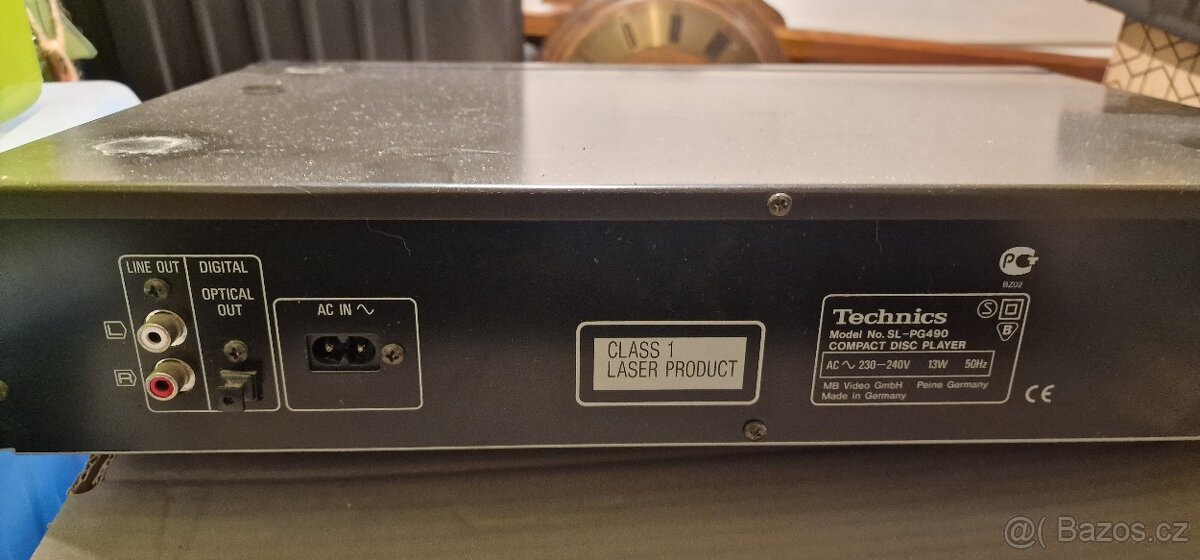 LINE OUT
DIGITAL
OPTICAL
OUT
L
R
AC IN ∿
CLASS 1
LASER PRODUCT
BZ02
Technics
Model No. SL-PG490
COMPACT DISC PLAYER
AC ∿ 230—240V 13W 50Hz
MB Video GmbH Peine Germany
Made in Germany
S
B
CE
@( Bazos.cz